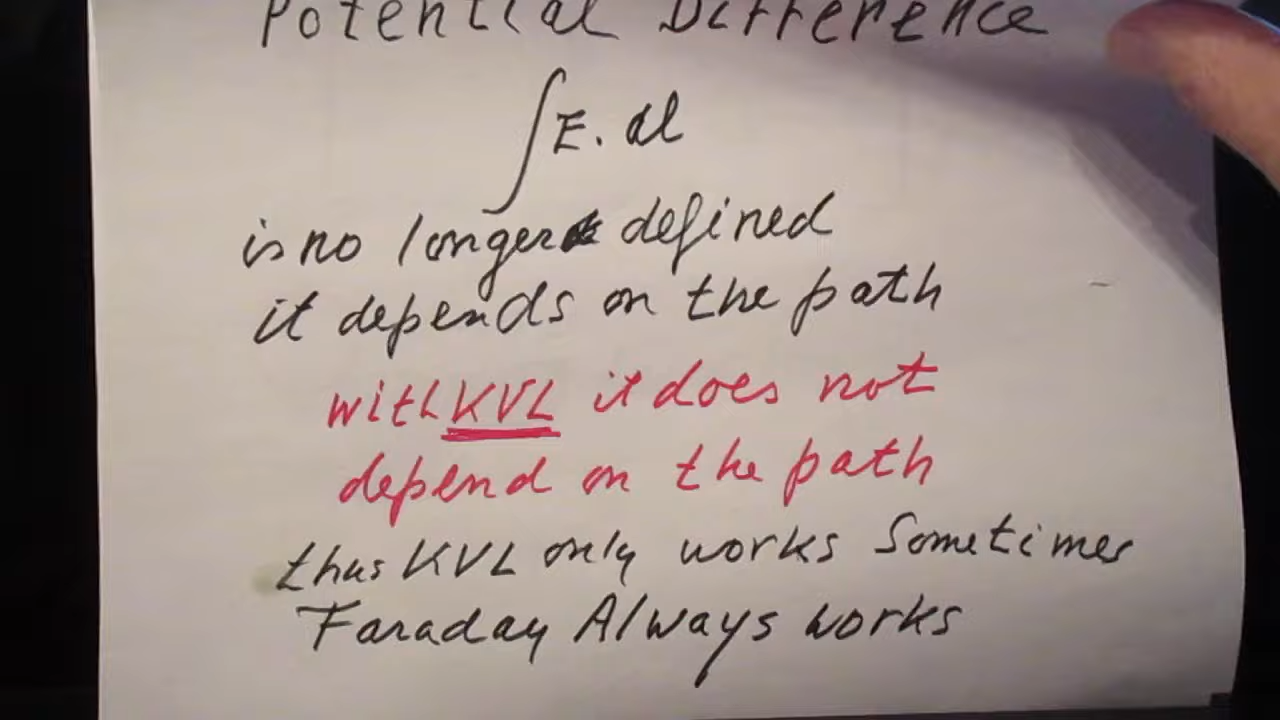 Potential Difference
∫E. dl
is no longer defined
it depends on the path
with KVL it does not
depend on the path
thus KVL only works Sometimes
Faraday Always works